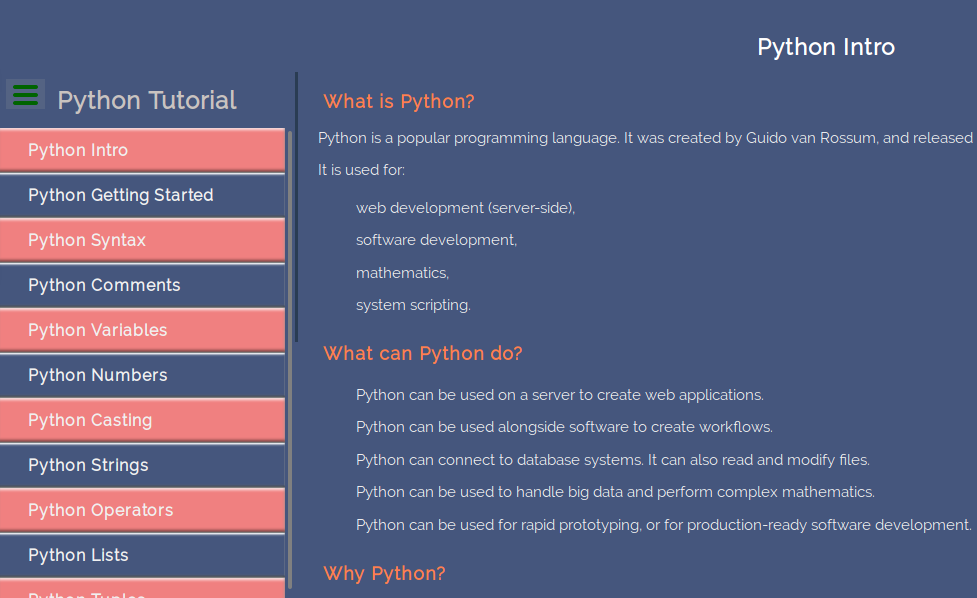 Python Intro
Python Tutorial
Python Intro
Python Getting Started
Python Syntax
Python Comments
Python Variables
Python Numbers
Python Casting
Python Strings
Python Operators
Python Lists
Python Tuples
What is Python?
Python is a popular programming language. It was created by Guido van Rossum, and released
It is used for:
web development (server-side),
software development,
mathematics,
system scripting.
What can Python do?
Python can be used on a server to create web applications.
Python can be used alongside software to create workflows.
Python can connect to database systems. It can also read and modify files.
Python can be used to handle big data and perform complex mathematics.
Python can be used for rapid prototyping, or for production-ready software development.
Why Python?